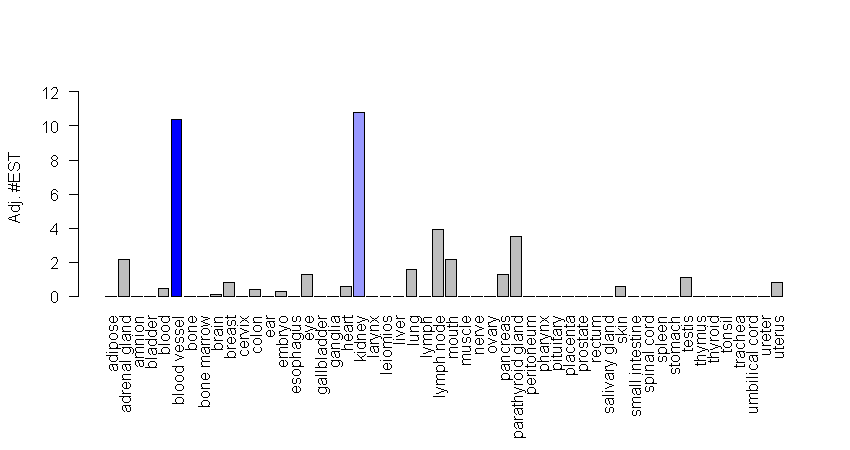 Adj. #EST
12
10
8
6
4
2
0
adipose
adrenal gland
amnion
bladder
blood
blood vessel
bone
bone marrow
brain
breast
cervix
colon
ear
embryo
esophagus
eye
gallbladder
ganglia
heart
kidney
larynx
leiomios
liver
lung
lymph
lymph node
mouth
muscle
nerve
ovary
pancreas
parathyroid gland
peritoneum
pharynx
pituitary
placenta
prostate
rectum
salivary gland
skin
small intestine
spinal cord
spleen
stomach
testis
thymus
thyroid
tonsil
trachea
umbilical cord
ureter
uterus